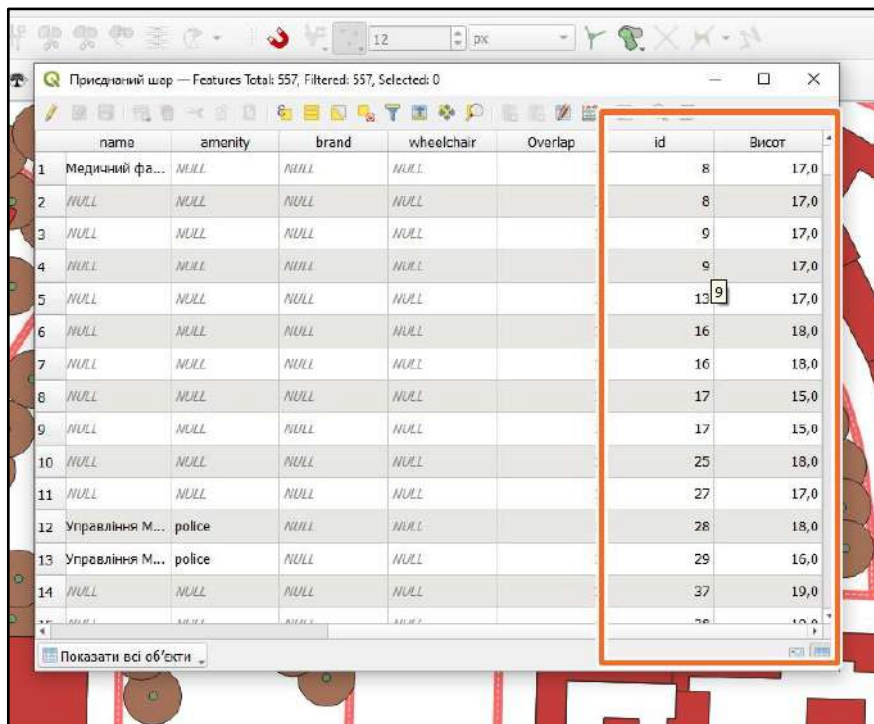 12 px
Приєднаний шар — Features Total: 557, Filtered: 557, Selected: 0
name amenity brand wheelchair Overlap id Висот
1 Медичний фа... NULL NULL NULL 8 17,0
2 NULL NULL NULL NULL 8 17,0
3 NULL NULL NULL NULL 9 17,0
4 NULL NULL NULL NULL 9 17,0
9
5 NULL NULL NULL NULL 13 17,0
6 NULL NULL NULL NULL 16 18,0
7 NULL NULL NULL NULL 16 18,0
8 NULL NULL NULL NULL 17 15,0
9 NULL NULL NULL NULL 17 15,0
10 NULL NULL NULL NULL 25 18,0
11 NULL NULL NULL NULL 27 17,0
12 Управління М... police NULL NULL 28 18,0
13 Управління М... police NULL NULL 29 16,0
14 NULL NULL NULL NULL 37 19,0
Показати всі об'єкти